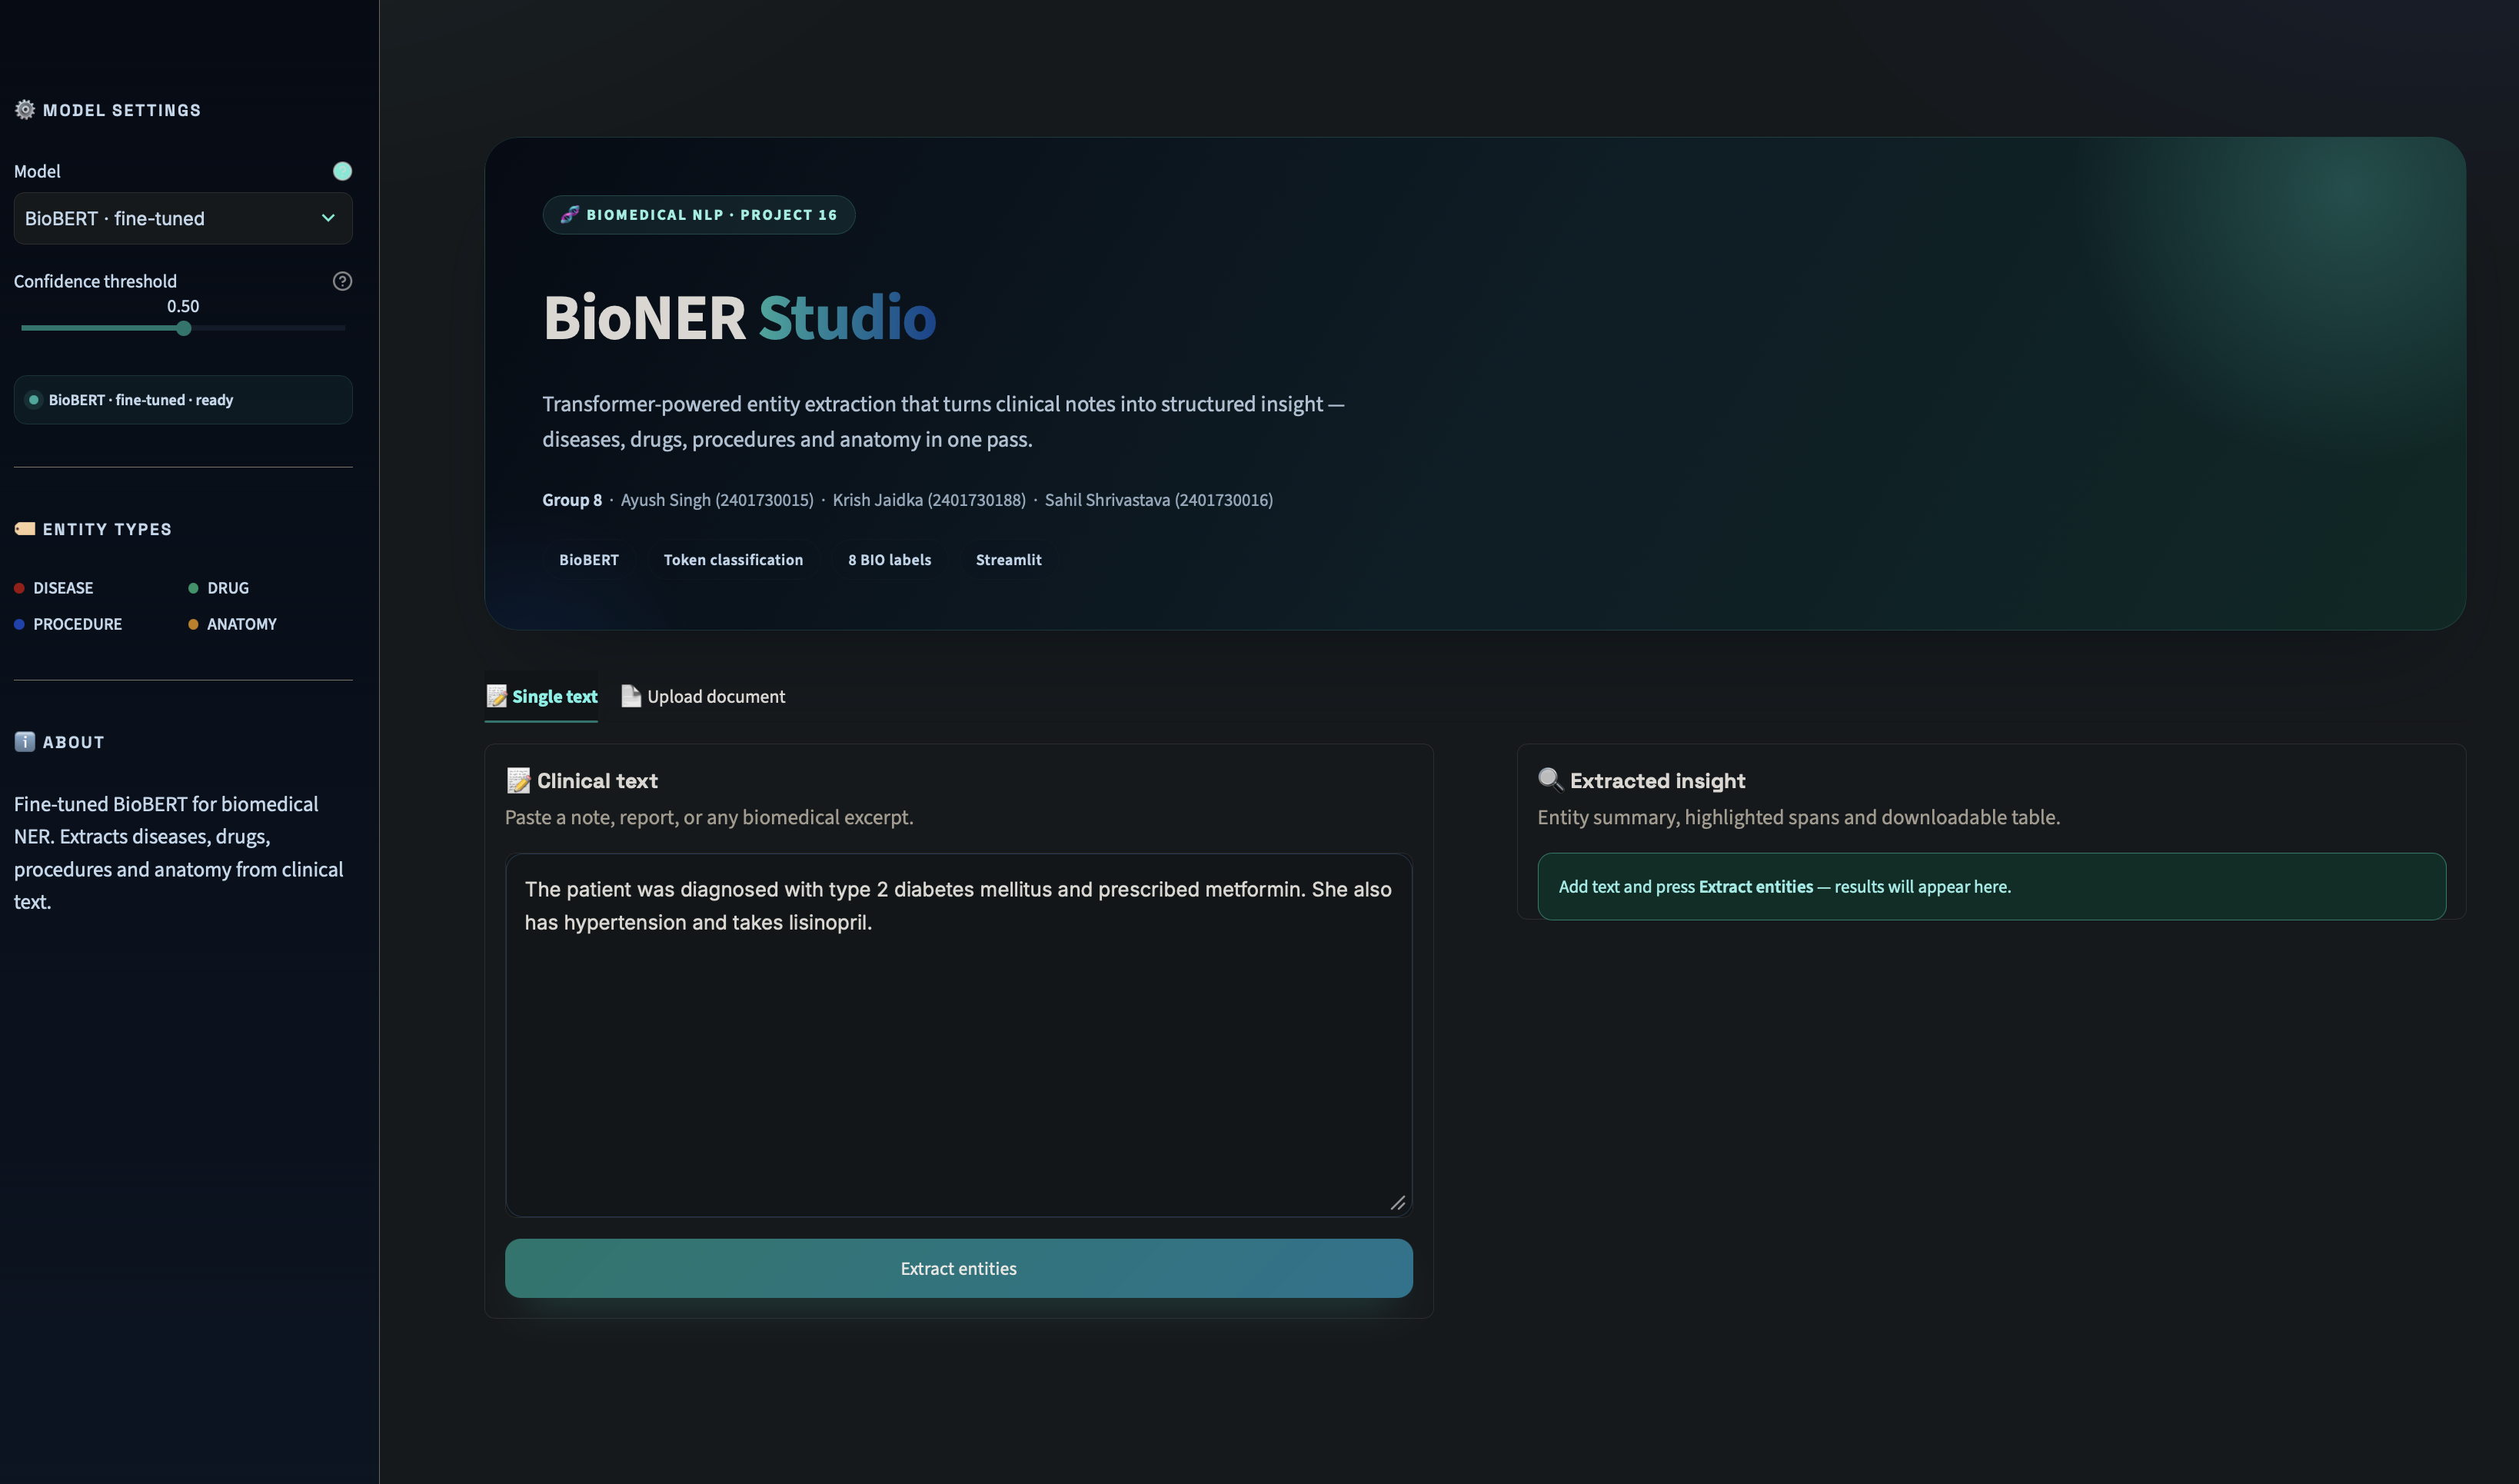 MODEL SETTINGS
Model
BioBERT · fine-tuned
Confidence threshold
0.50
BioBERT · fine-tuned · ready
ENTITY TYPES
DISEASE
DRUG
PROCEDURE
ANATOMY
ABOUT
Fine-tuned BioBERT for biomedical
NER. Extracts diseases, drugs,
procedures and anatomy from clinical
text.
BIOMEDICAL NLP · PROJECT 16
BioNER Studio
Transformer-powered entity extraction that turns clinical notes into structured insight —
diseases, drugs, procedures and anatomy in one pass.
Group 8 · Ayush Singh (2401730015) · Krish Jaidka (2401730188) · Sahil Shrivastava (2401730016)
BioBERT Token classification 8 BIO labels Streamlit
Single text
Upload document
Clinical text
Paste a note, report, or any biomedical excerpt.
The patient was diagnosed with type 2 diabetes mellitus and prescribed metformin. She also
has hypertension and takes lisinopril.
Extract entities
Extracted insight
Entity summary, highlighted spans and downloadable table.
Add text and press Extract entities — results will appear here.